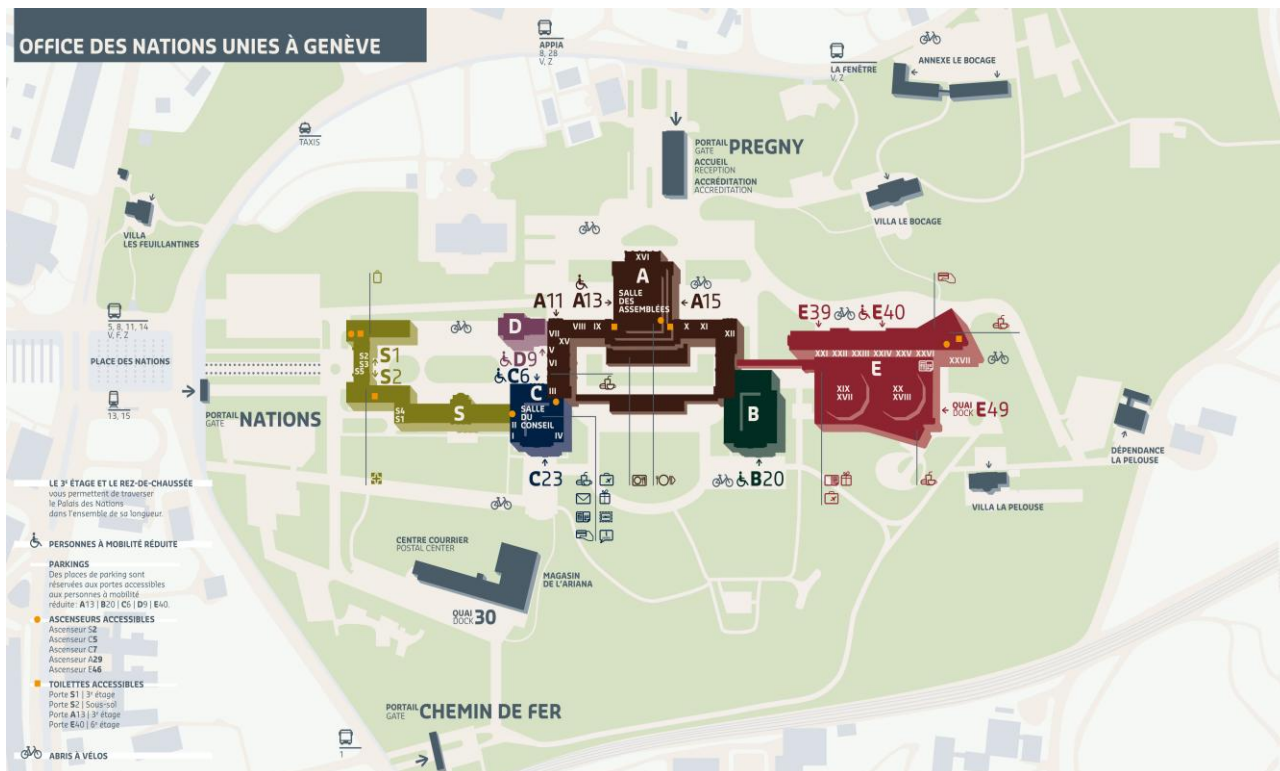 OFFICE DES NATIONS UNIES À GENÈVE
APPIA
8, 28
V, Z
LA FENÊTRE
V, Z
ANNEXE LE BOCAGE
TAXIS
PORTAIL
GATE
PREGNY
ACCUEIL
RECEPTION
ACCRÉDITATION
ACCREDITATION
VILLA
LES FEUILLANTINES
VILLA LE BOCAGE
XVI
A
SALLE
DES
ASSEMBLÉES
A11
A13
A15
E39
E40
5, 8, 11, 14
V, F, Z
PLACE DES NATIONS
13, 15
D
VII
VIII
IX
X
XI
XII
XV
V
VI
D9
C6
S1
S2
S2
S3
S5
XXI
XXII
XXIII
XXIV
XXV
XXVI
XXVII
E
XIX
XVII
XX
XVIII
PORTAIL
GATE
NATIONS
S4
S1
S
C
III
SALLE
DU
CONSEIL
II
I
IV
B
QUAI
DOCK
E49
DÉPENDANCE
LA PELOUSE
C23
B20
VILLA LA PELOUSE
LE 3ᵉ ÉTAGE ET LE REZ-DE-CHAUSSÉE
vous permettent de traverser
le Palais des Nations
dans l'ensemble de sa longueur.
PERSONNES À MOBILITÉ RÉDUITE
PARKINGS
Des places de parking sont
réservées aux portes accessibles
aux personnes à mobilité
réduite: A13 | B20 | C6 | D9 | E40.
ASCENSEURS ACCESSIBLES
Ascenseur S2
Ascenseur C5
Ascenseur C7
Ascenseur A29
Ascenseur E46
TOILETTES ACCESSIBLES
Porte S1 | 3ᵉ étage
Porte S2 | Sous-sol
Porte A13 | 3ᵉ étage
Porte E40 | 6ᵉ étage
ABRIS À VÉLOS
CENTRE COURRIER
POSTAL CENTER
MAGASIN
DE L'ARIANA
QUAI
DOCK
30
PORTAIL
GATE
CHEMIN DE FER
1